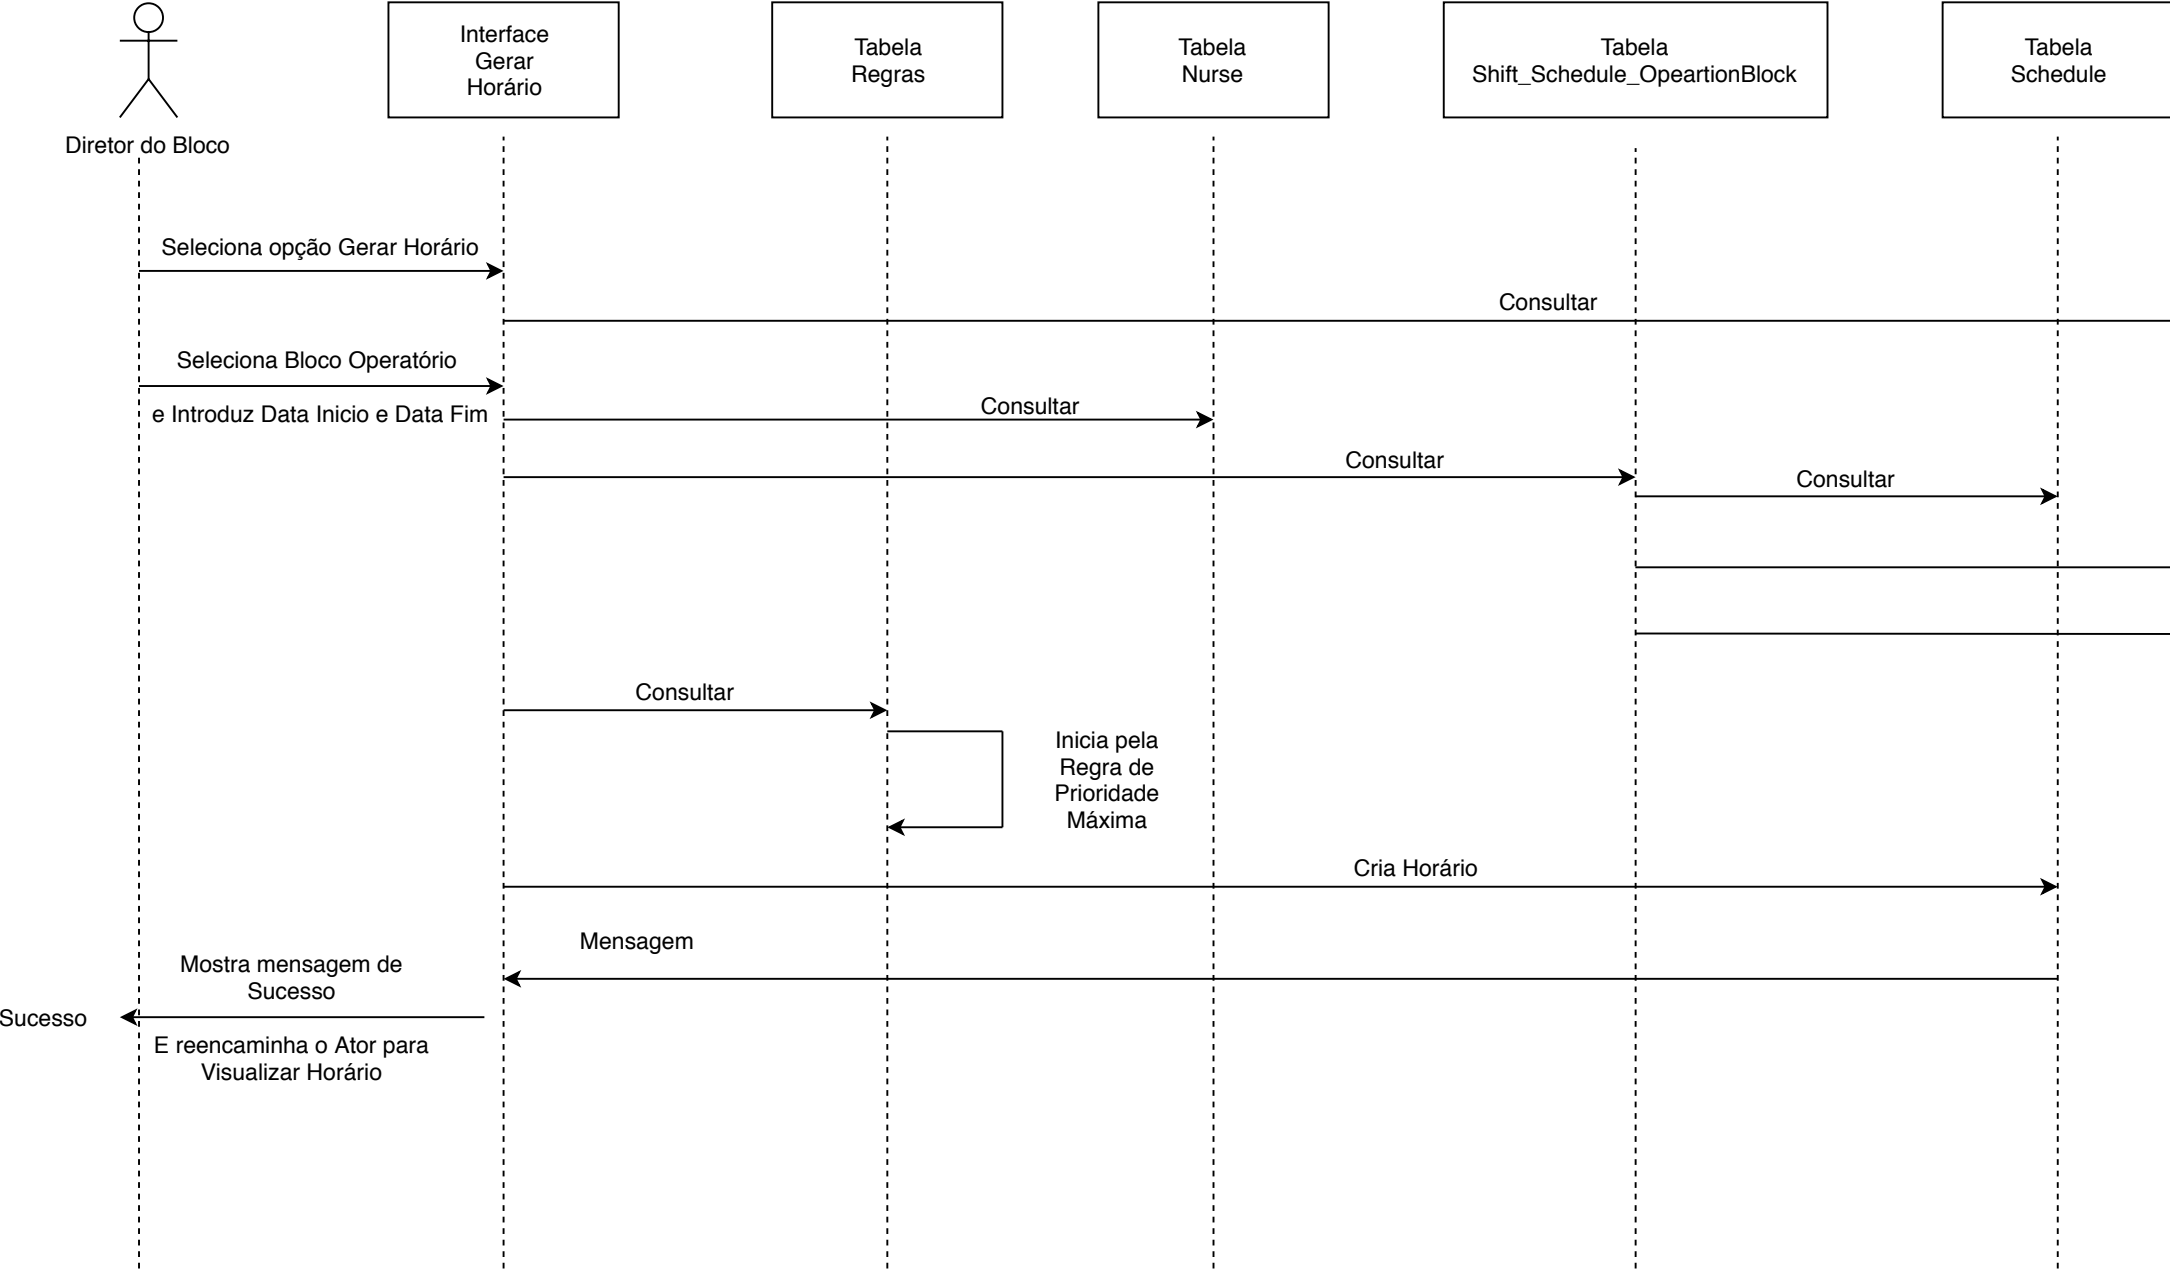 Diretor do Bloco
Interface
Gerar
Horário
Tabela
Regras
Tabela
Nurse
Tabela
Shift_Schedule_OpeartionBlock
Tabela
Schedule
Seleciona opção Gerar Horário
Consultar
Seleciona Bloco Operatório
e Introduz Data Inicio e Data Fim
Consultar
Consultar
Consultar
Consultar
Inicia pela
Regra de
Prioridade
Máxima
Cria Horário
Mensagem
Mostra mensagem de
Sucesso
Sucesso
E reencaminha o Ator para
Visualizar Horário